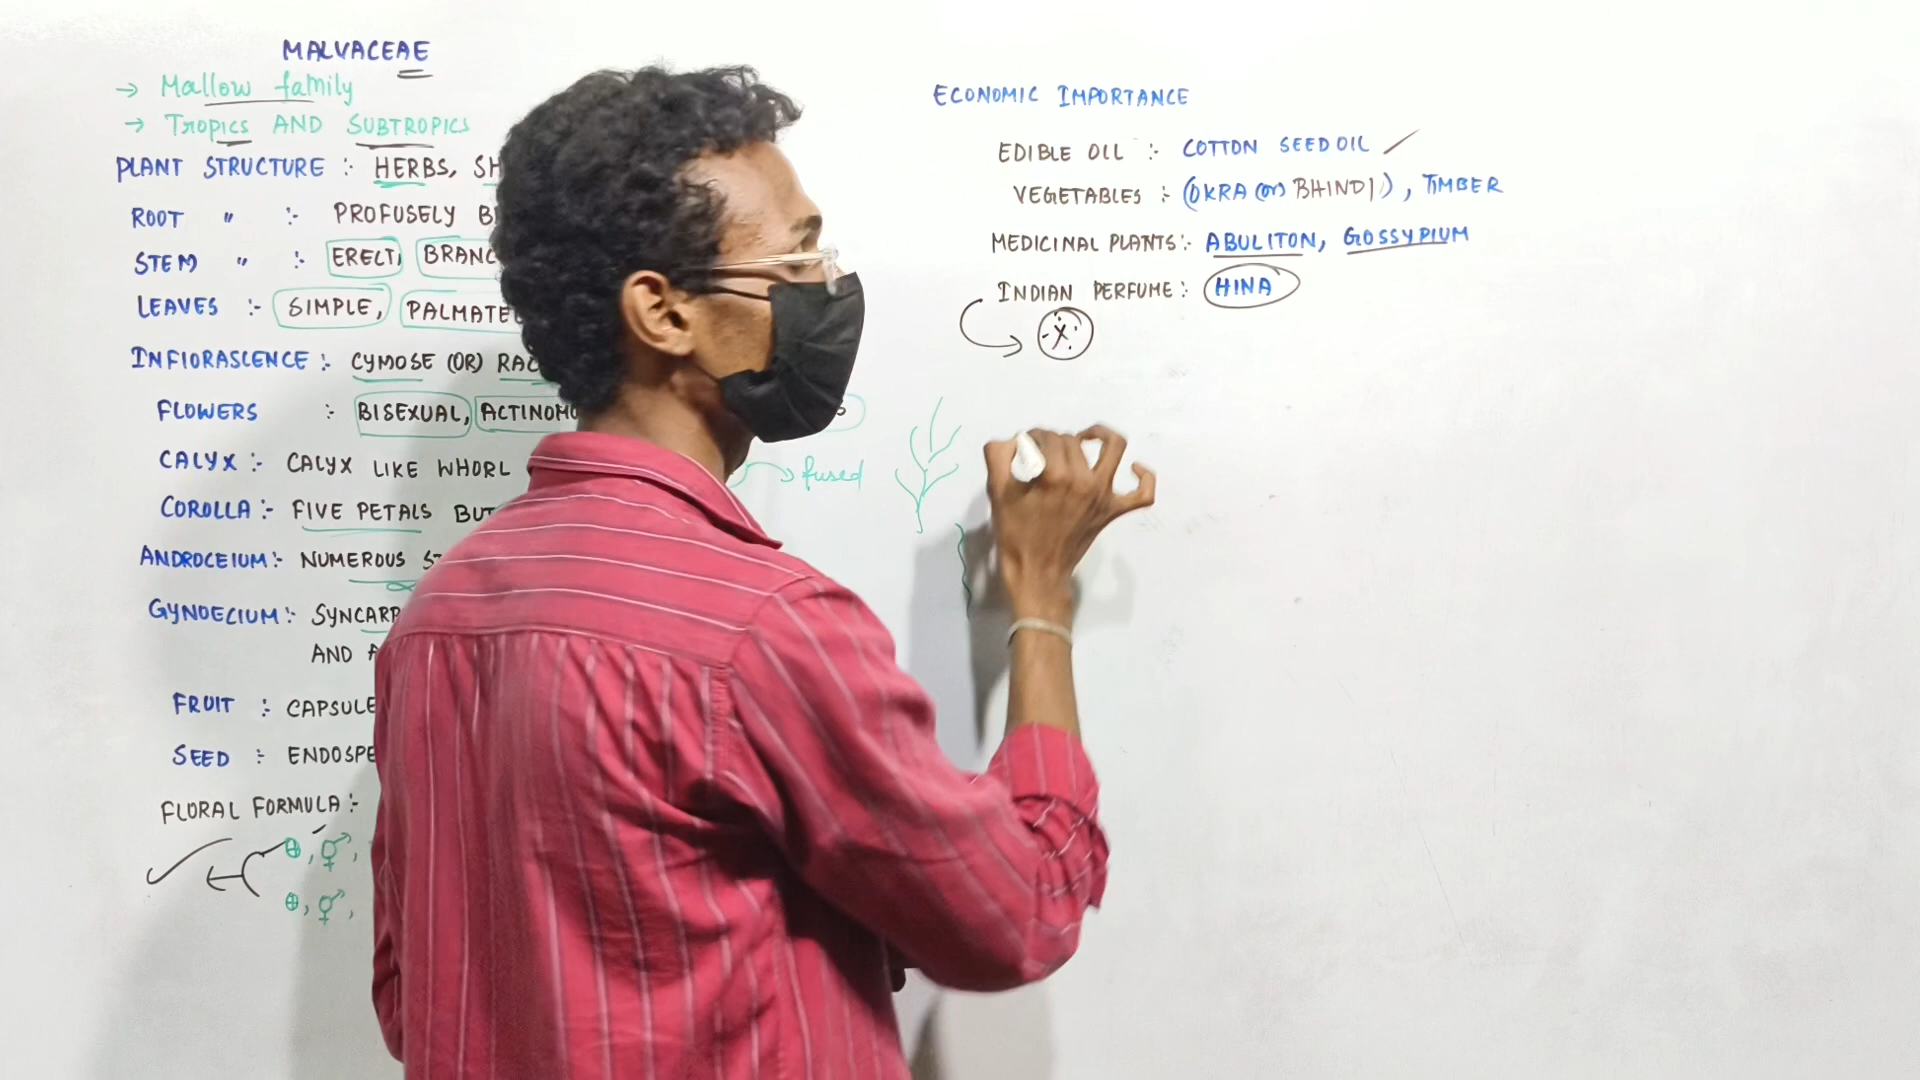 MALVACEAE
→ Mallow family
→ Tropics AND SUBTROPICS
PLANT STRUCTURE :- HERBS, SH
ROOT " :- PROFUSELY B
STEM " :- ERECT, BRANC
LEAVES :- SIMPLE, PALMATE
INFIORASCENCE :- CYMOSE (OR) RAC
FLOWERS :- BISEXUAL, ACTINOMO
CALYX :- CALYX LIKE WHORL
→ fused
COROLLA :- FIVE PETALS BUT
ANDROCEIUM :- NUMEROUS ST
GYNOECIUM :- SYNCARP
AND A
FRUIT :- CAPSULE
SEED :- ENDOSPE
FLORAL FORMULA :-
⊕, ⚥,
⊕, ⚥,
ECONOMIC IMPORTANCE
EDIBLE OIL :- COTTON SEED OIL
VEGETABLES :- (OKRA (or) BHINDI), TIMBER
MEDICINAL PLANTS :- ABULITON, GOSSYPIUM
INDIAN PERFUME :- HINA
X